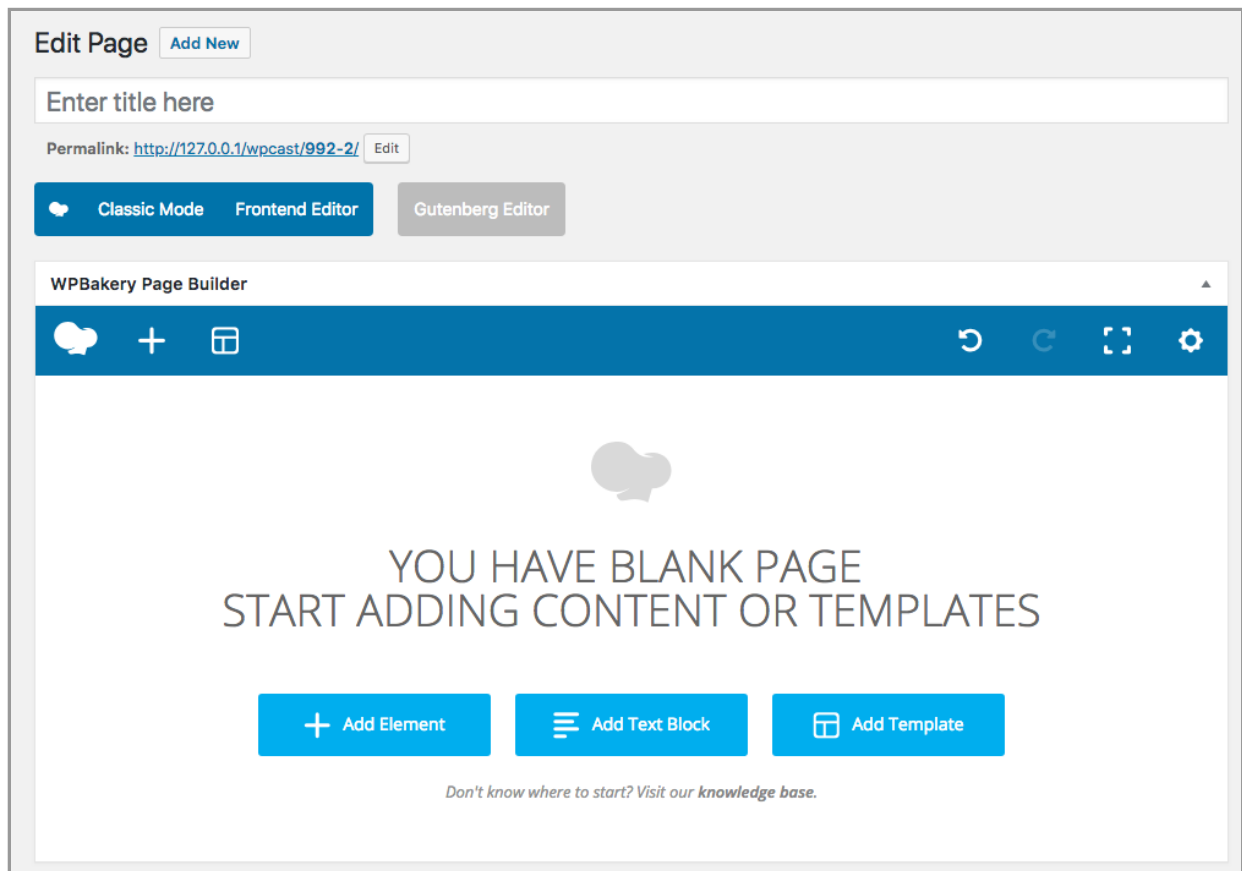 Edit Page Add New
Enter title here
Permalink: http://127.0.0.1/wpcast/992-2/ Edit
Classic Mode Frontend Editor Gutenberg Editor
WPBakery Page Builder
YOU HAVE BLANK PAGE
START ADDING CONTENT OR TEMPLATES
Add Element Add Text Block Add Template
Don't know where to start? Visit our knowledge base.